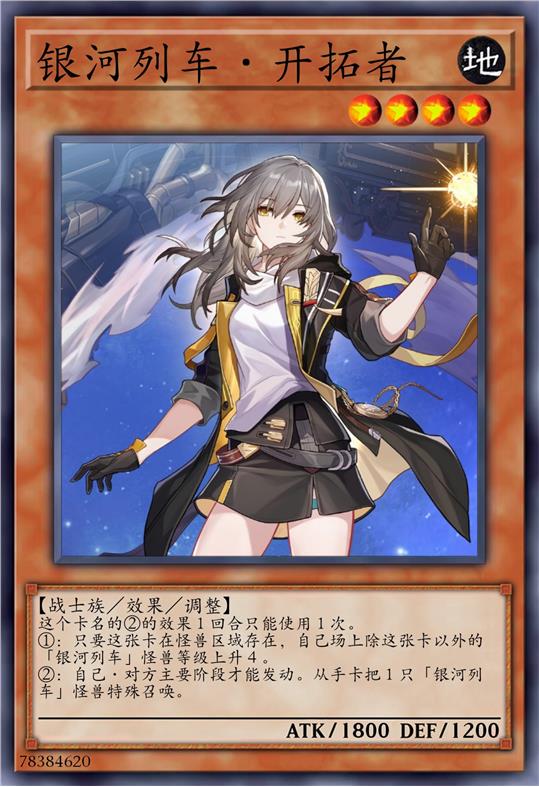 银河列车·开拓者
地
【战士族／效果／调整】
这个卡名的②的效果１回合只能使用１次。
①：只要这张卡在怪兽区域存在，自己场上除这张卡以外的
「银河列车」怪兽等级上升４。
②：自己·对方主要阶段才能发动。从手卡把１只「银河列
车」怪兽特殊召唤。
ATK/1800 DEF/1200
78384620